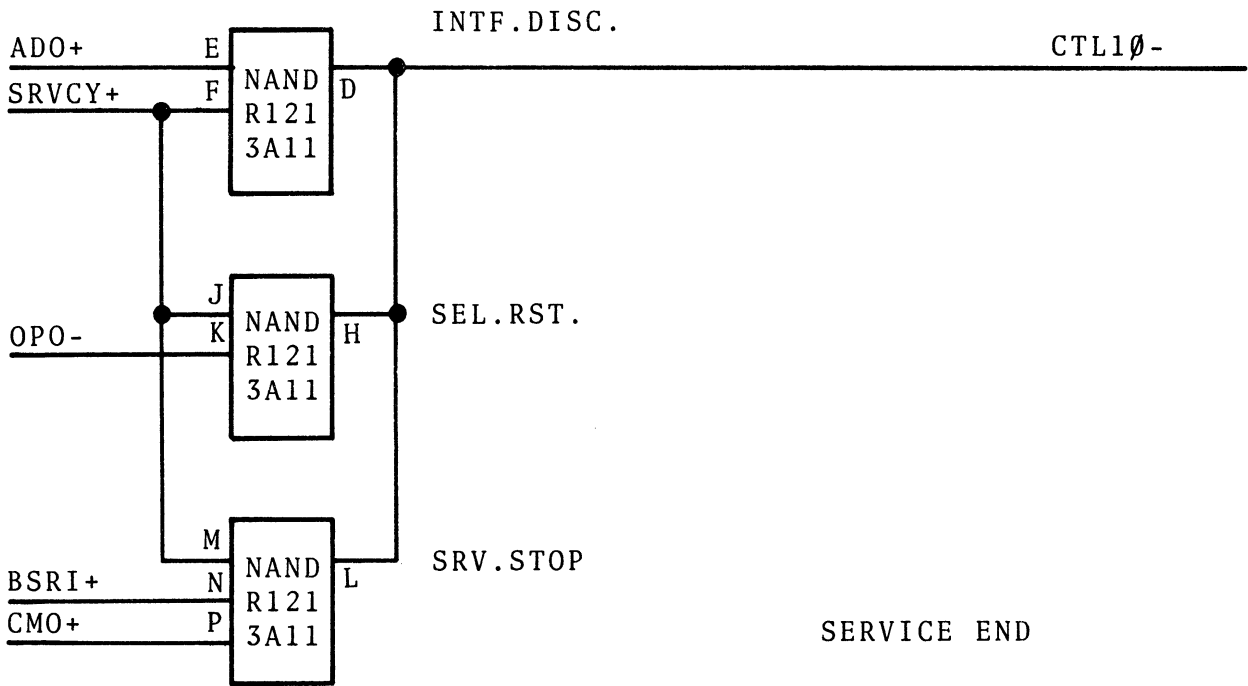 INTF.DISC.
ADO+
E
CTL1Ø-
SRVCY+
F
NAND
R121
3A11
D
J
K
NAND
R121
3A11
H
SEL.RST.
OPO-
M
N
P
NAND
R121
3A11
L
SRV.STOP
BSRI+
CMO+
SERVICE END